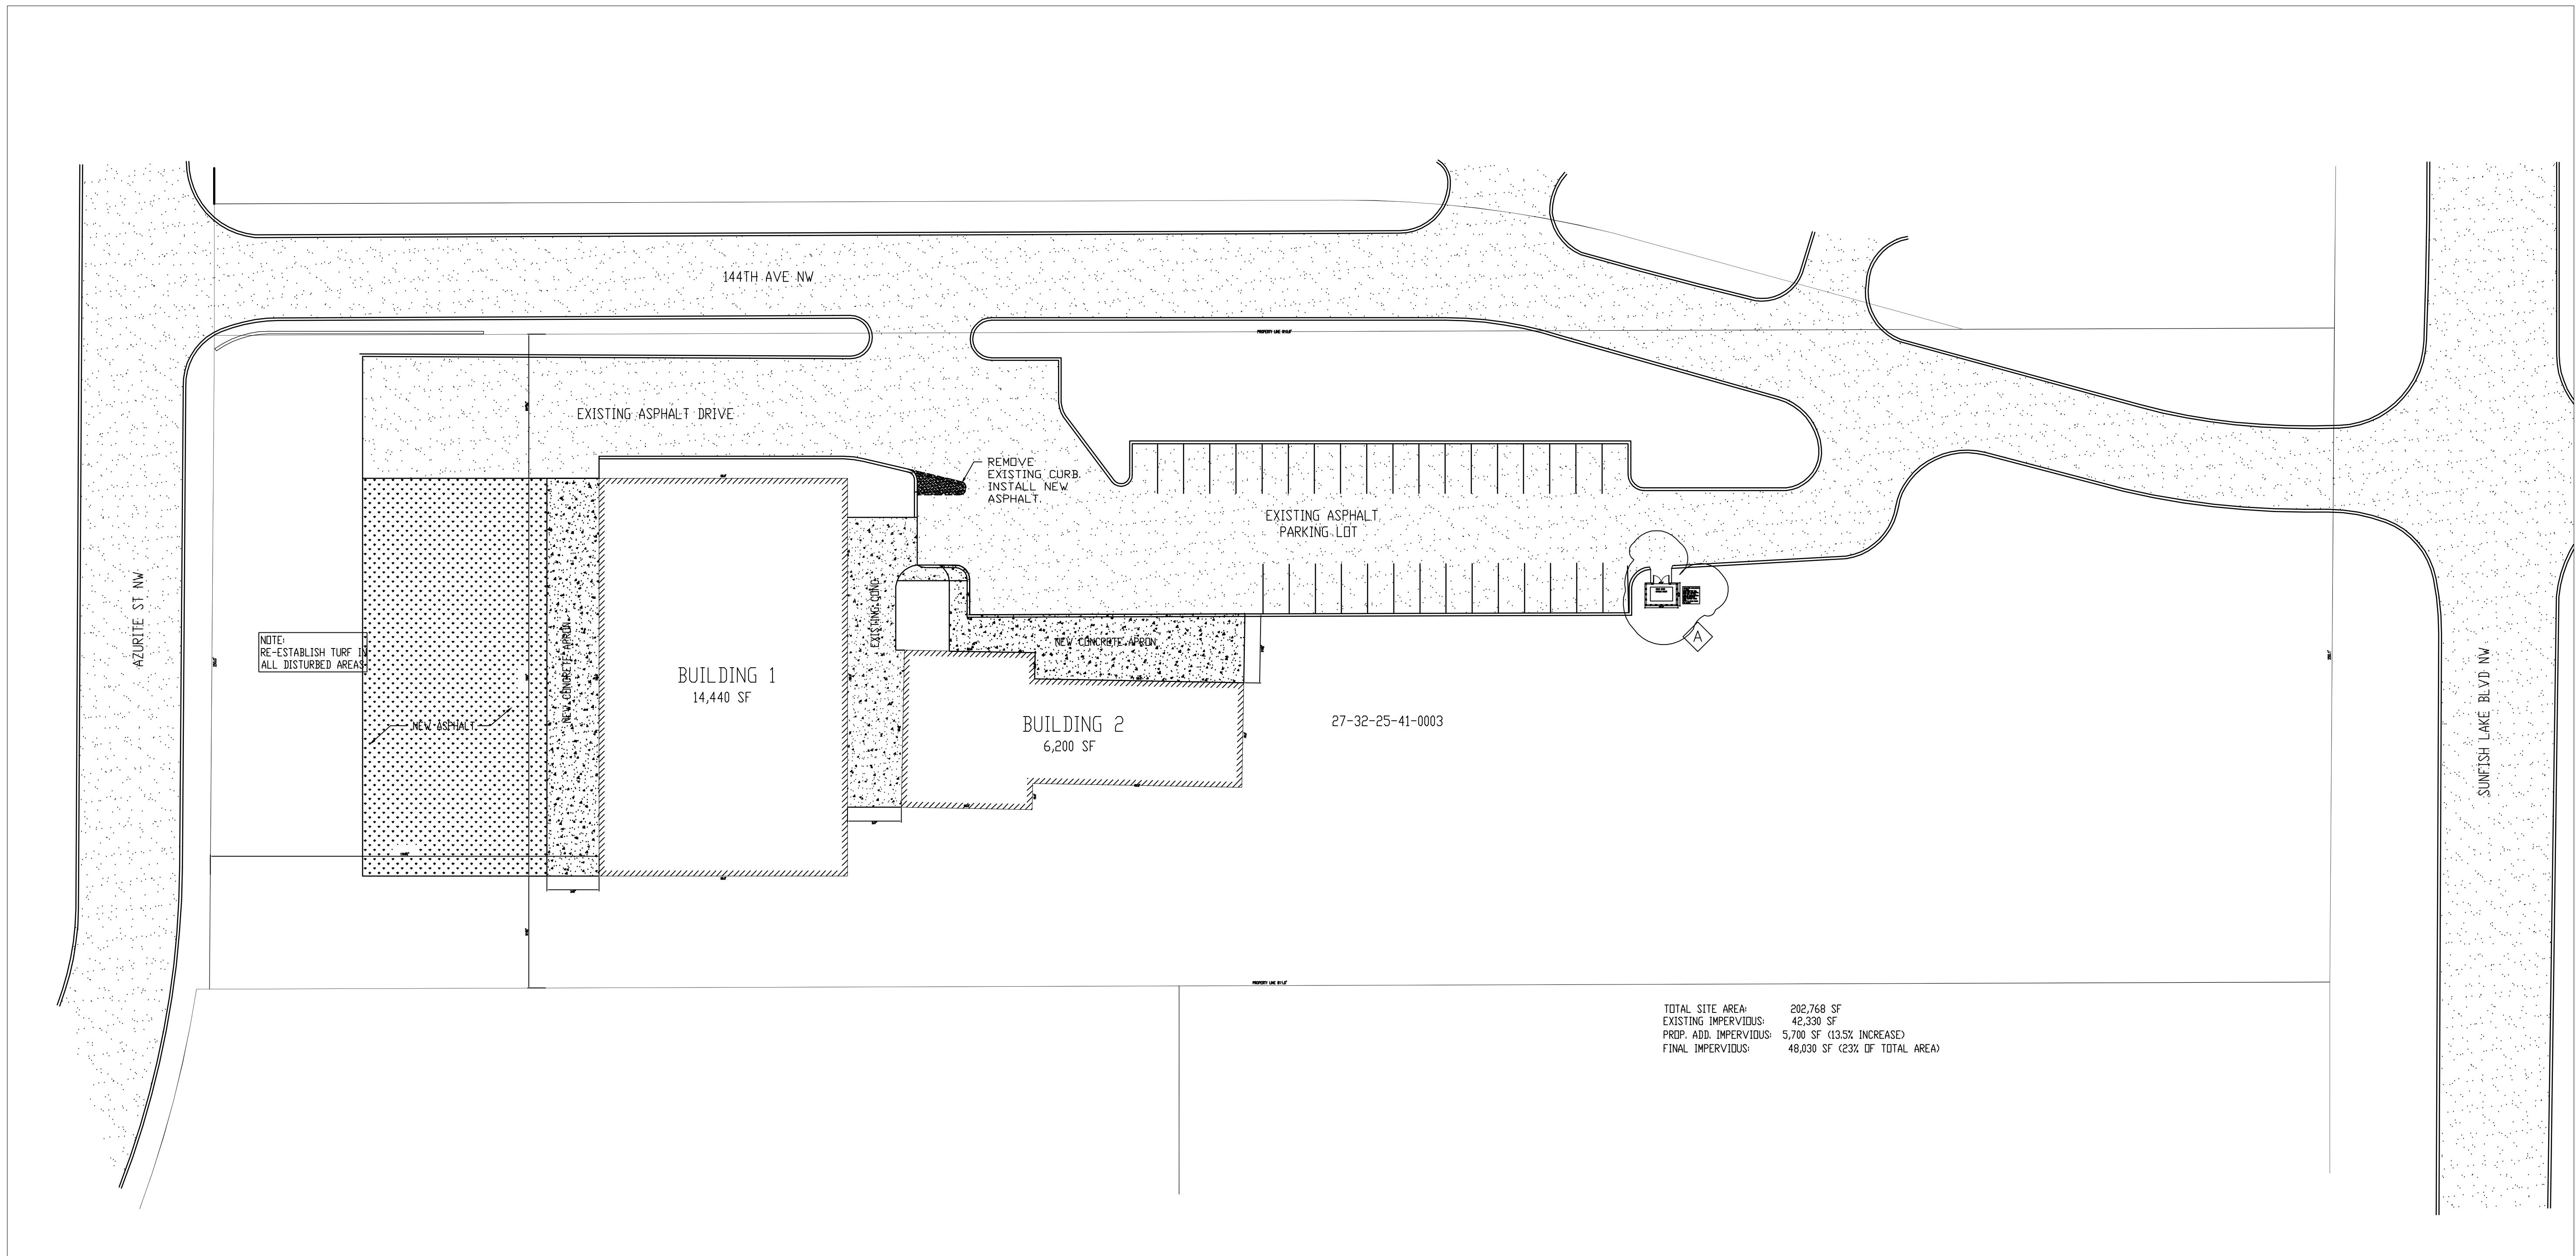 144TH AVE NW
PROPERTY LINE
EXISTING ASPHALT DRIVE
REMOVE
EXISTING CURB.
INSTALL NEW
ASPHALT.
EXISTING ASPHALT
PARKING LOT
AZURITE ST NW
NOTE:
RE-ESTABLISH TURF IN
ALL DISTURBED AREAS
NEW ASPHALT
NEW CONCRETE APRON
BUILDING 1
14,440 SF
EXISTING CONC
NEW CONCRETE APRON
BUILDING 2
6,200 SF
A
27-32-25-41-0003
SUNFISH LAKE BLVD NW
PROPERTY LINE
TOTAL SITE AREA: 202,768 SF
EXISTING IMPERVIOUS: 42,330 SF
PROP. ADD. IMPERVIOUS: 5,700 SF (13.5% INCREASE)
FINAL IMPERVIOUS: 48,030 SF (23% OF TOTAL AREA)